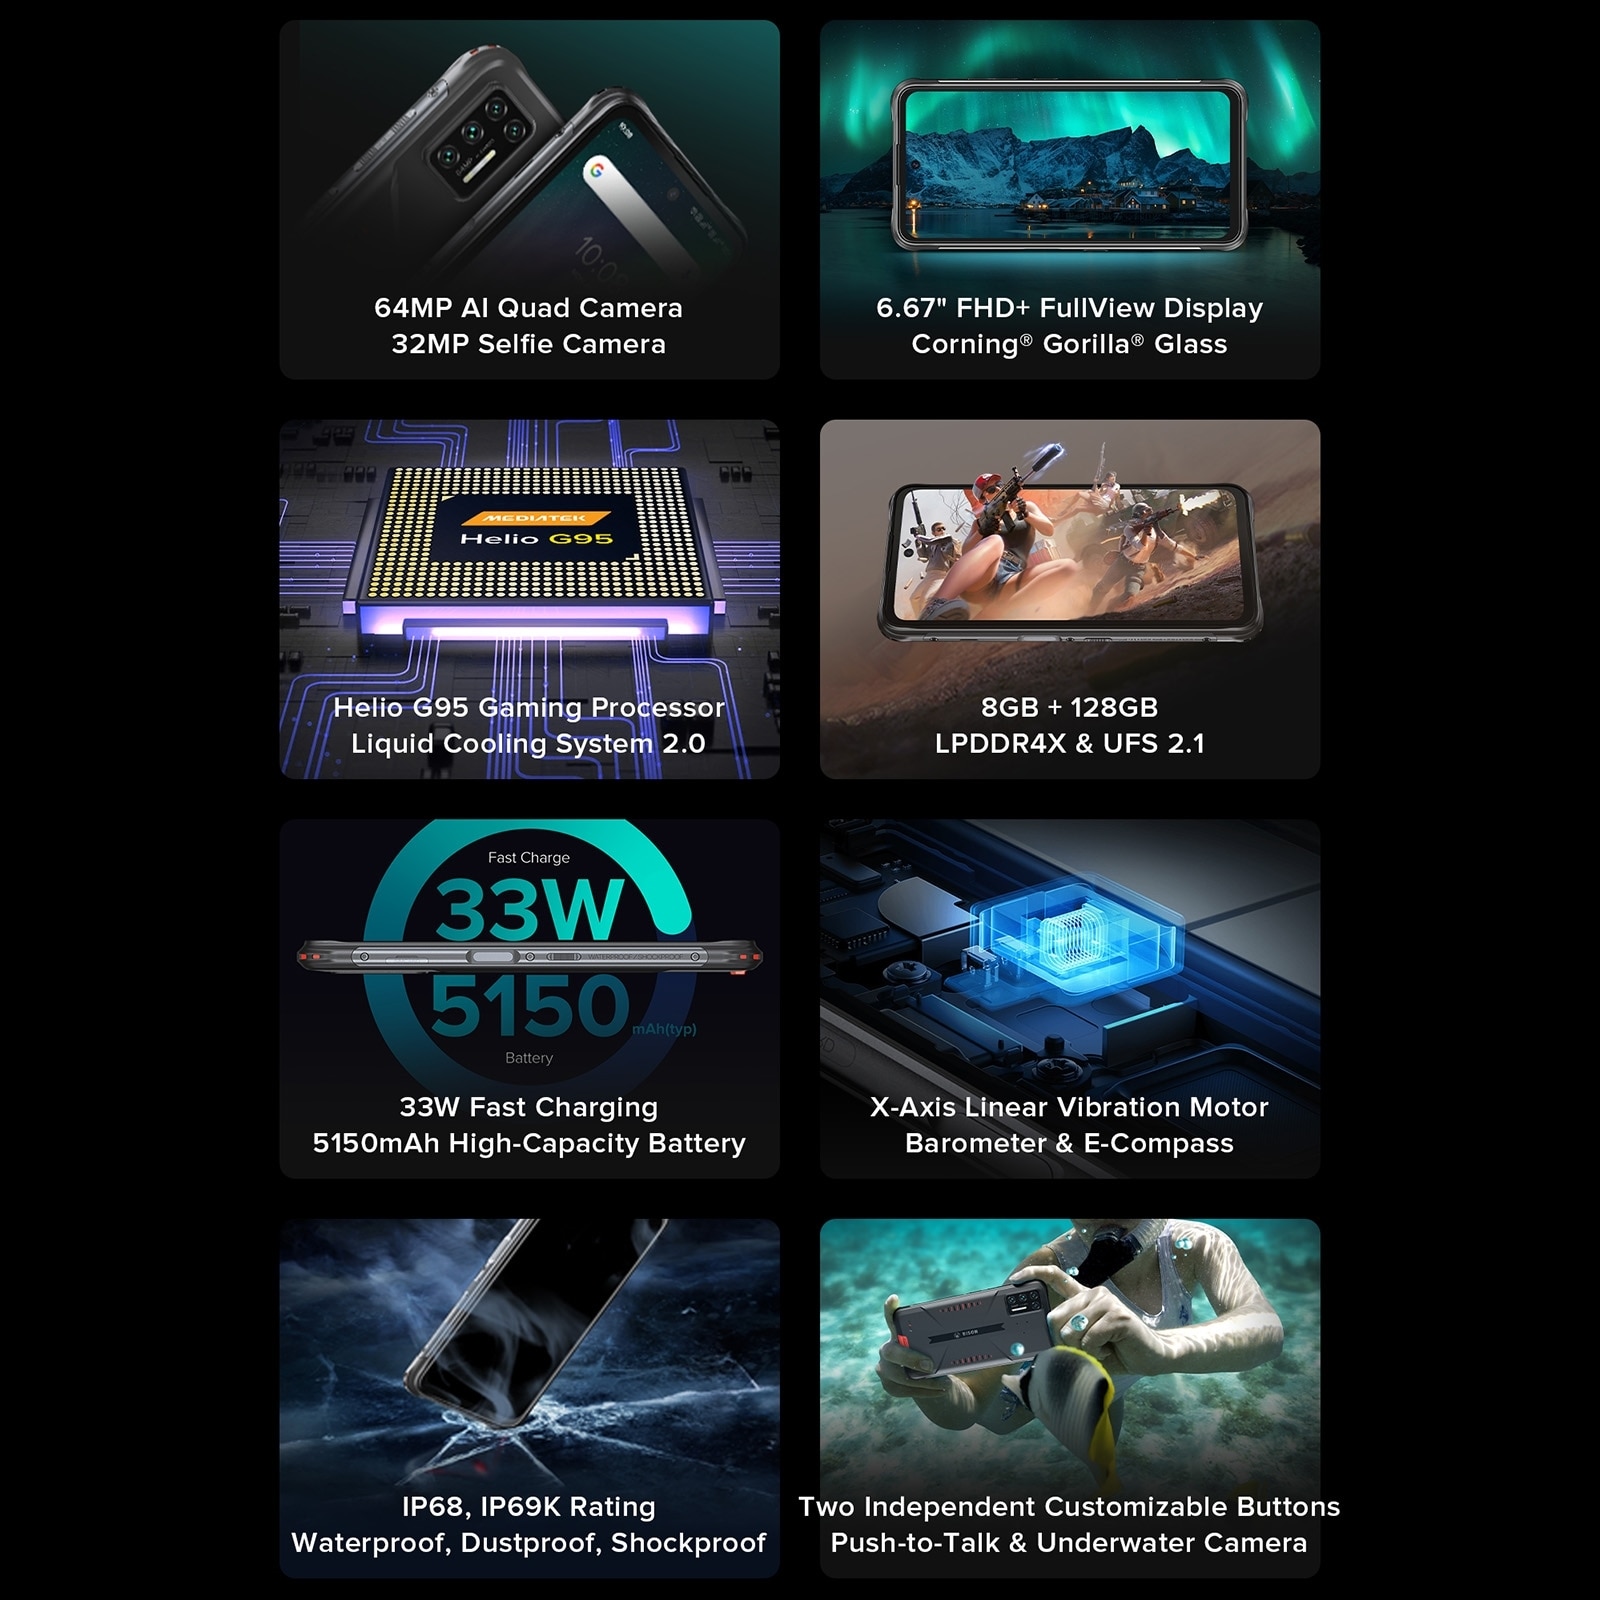 64MP AI Quad Camera
32MP Selfie Camera
6.67" FHD+ FullView Display
Corning® Gorilla® Glass
MEDIATEK
Helio G95
Helio G95 Gaming Processor
Liquid Cooling System 2.0
8GB + 128GB
LPDDR4X & UFS 2.1
Fast Charge
33W
WATERPROOF/SHOCKPROOF
5150 mAh(typ)
Battery
33W Fast Charging
5150mAh High-Capacity Battery
X-Axis Linear Vibration Motor
Barometer & E-Compass
IP68, IP69K Rating
Waterproof, Dustproof, Shockproof
BISON
Two Independent Customizable Buttons
Push-to-Talk & Underwater Camera